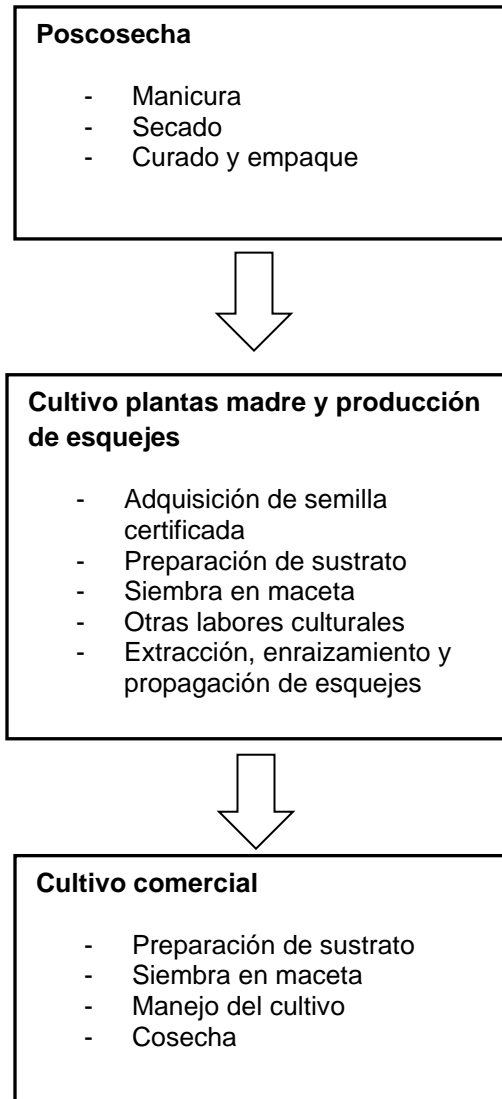 Poscosecha
- Manicura
- Secado
- Curado y empaque
Cultivo plantas madre y producción
de esquejes
- Adquisición de semilla
certificada
- Preparación de sustrato
- Siembra en maceta
- Otras labores culturales
- Extracción, enraizamiento y
propagación de esquejes
Cultivo comercial
- Preparación de sustrato
- Siembra en maceta
- Manejo del cultivo
- Cosecha